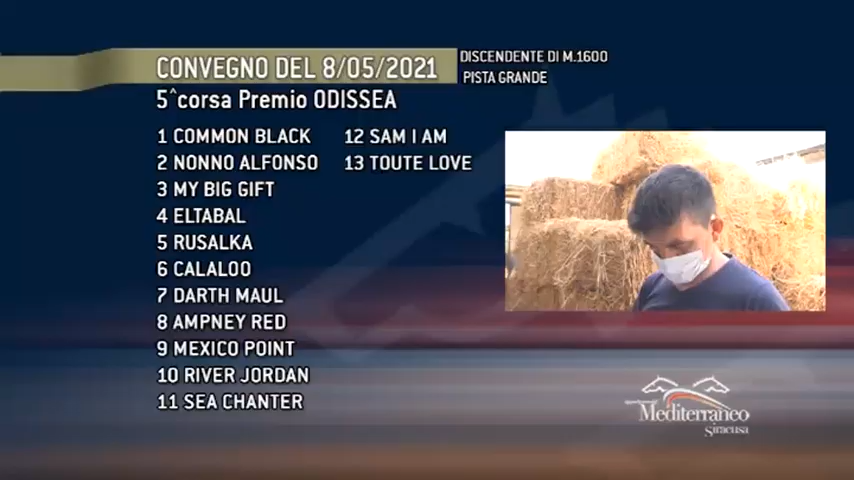 CONVEGNO DEL 8/05/2021
DISCENDENTE DI M.1600
PISTA GRANDE
5^corsa Premio ODISSEA
1 COMMON BLACK
2 NONNO ALFONSO
3 MY BIG GIFT
4 ELTABAL
5 RUSALKA
6 CALALOO
7 DARTH MAUL
8 AMPNEY RED
9 MEXICO POINT
10 RIVER JORDAN
11 SEA CHANTER
12 SAM I AM
13 TOUTE LOVE
Mediterraneo
Siracusa